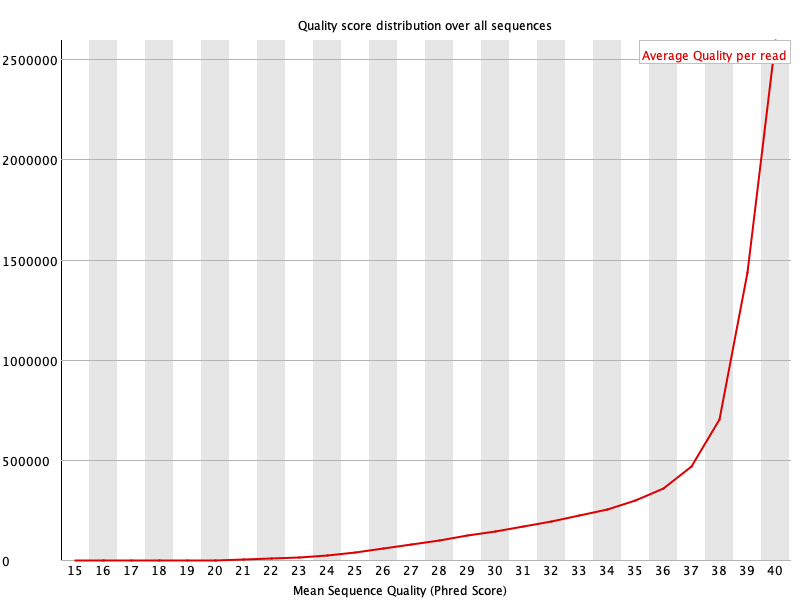 Quality score distribution over all sequences
Average Quality per read
2500000
2000000
1500000
1000000
500000
0
15 16 17 18 19 20 21 22 23 24 25 26 27 28 29 30 31 32 33 34 35 36 37 38 39 40
Mean Sequence Quality (Phred Score)